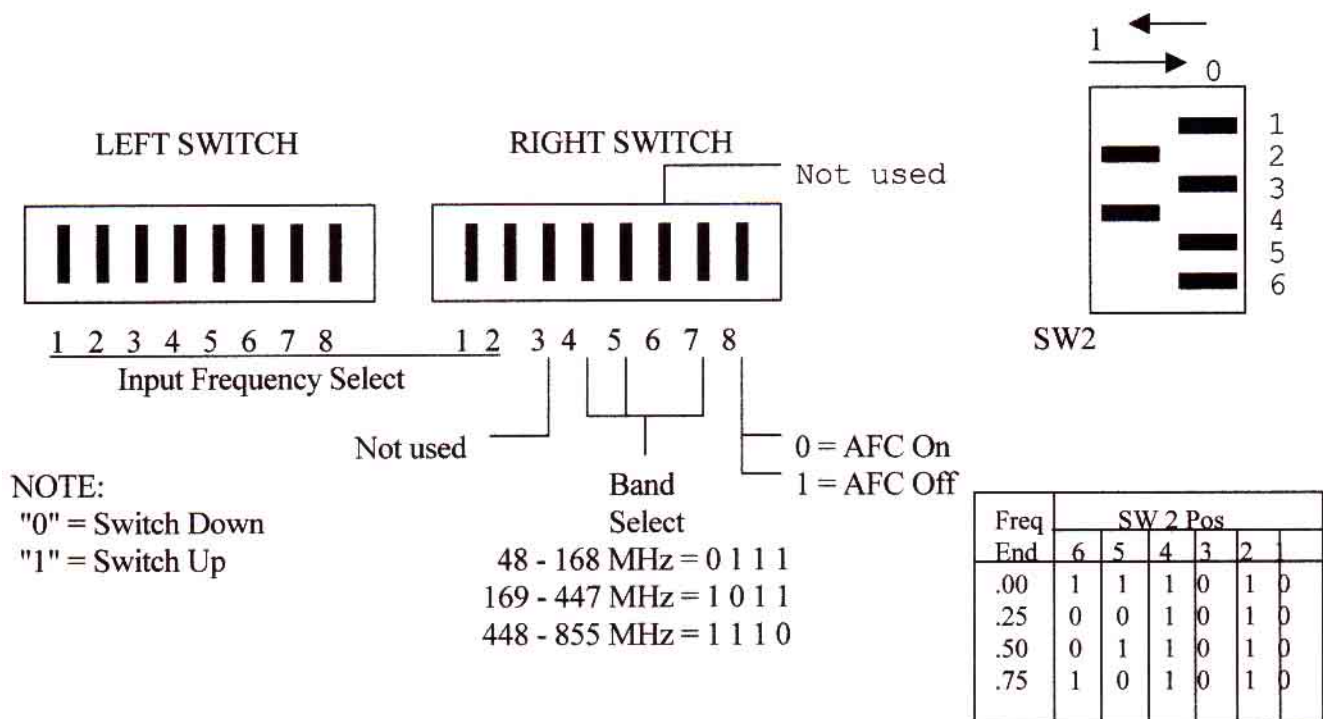 1
0
LEFT SWITCH
RIGHT SWITCH
Not used
1
2
3
4
5
6
SW2
1 2 3 4 5 6 7 8
1 2 3 4 5 6 7 8
Input Frequency Select
Not used
0 = AFC On
1 = AFC Off
NOTE:
"0" = Switch Down
"1" = Switch Up
Band
Select
48 - 168 MHz = 0 1 1 1
169 - 447 MHz = 1 0 1 1
448 - 855 MHz = 1 1 1 0
Freq SW 2 Pos
End 6 5 4 3 2 1
.00 1 1 1 0 1 0
.25 0 0 1 0 1 0
.50 0 1 1 0 1 0
.75 1 0 1 0 1 0